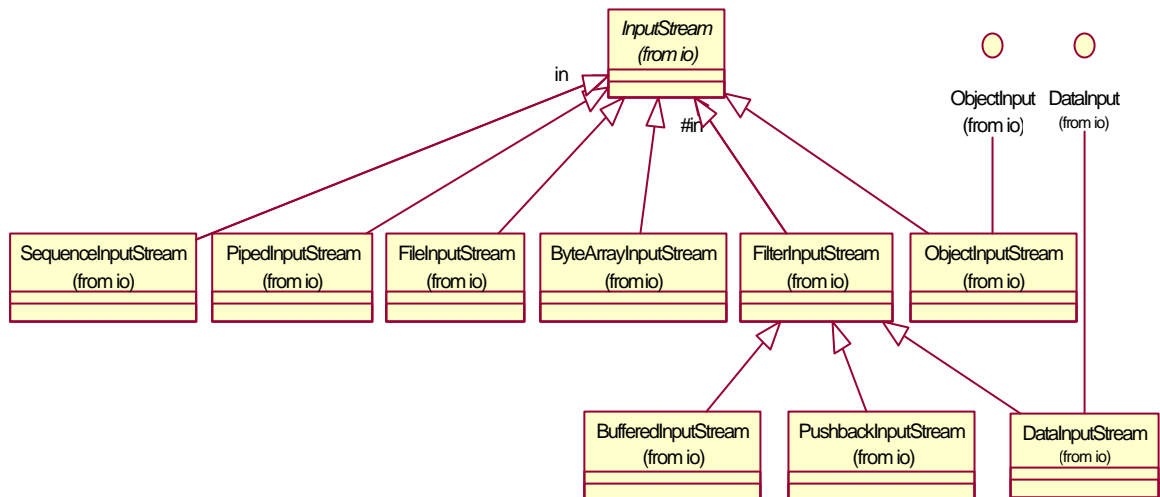 InputStream
(from io)
in
ObjectInput
(from io)
DataInput
(from io)
#in
SequenceInputStream
(from io)
PipedInputStream
(from io)
FileInputStream
(from io)
ByteArrayInputStream
(from io)
FilterInputStream
(from io)
ObjectInputStream
(from io)
BufferedInputStream
(from io)
PushbackInputStream
(from io)
DataInputStream
(from io)